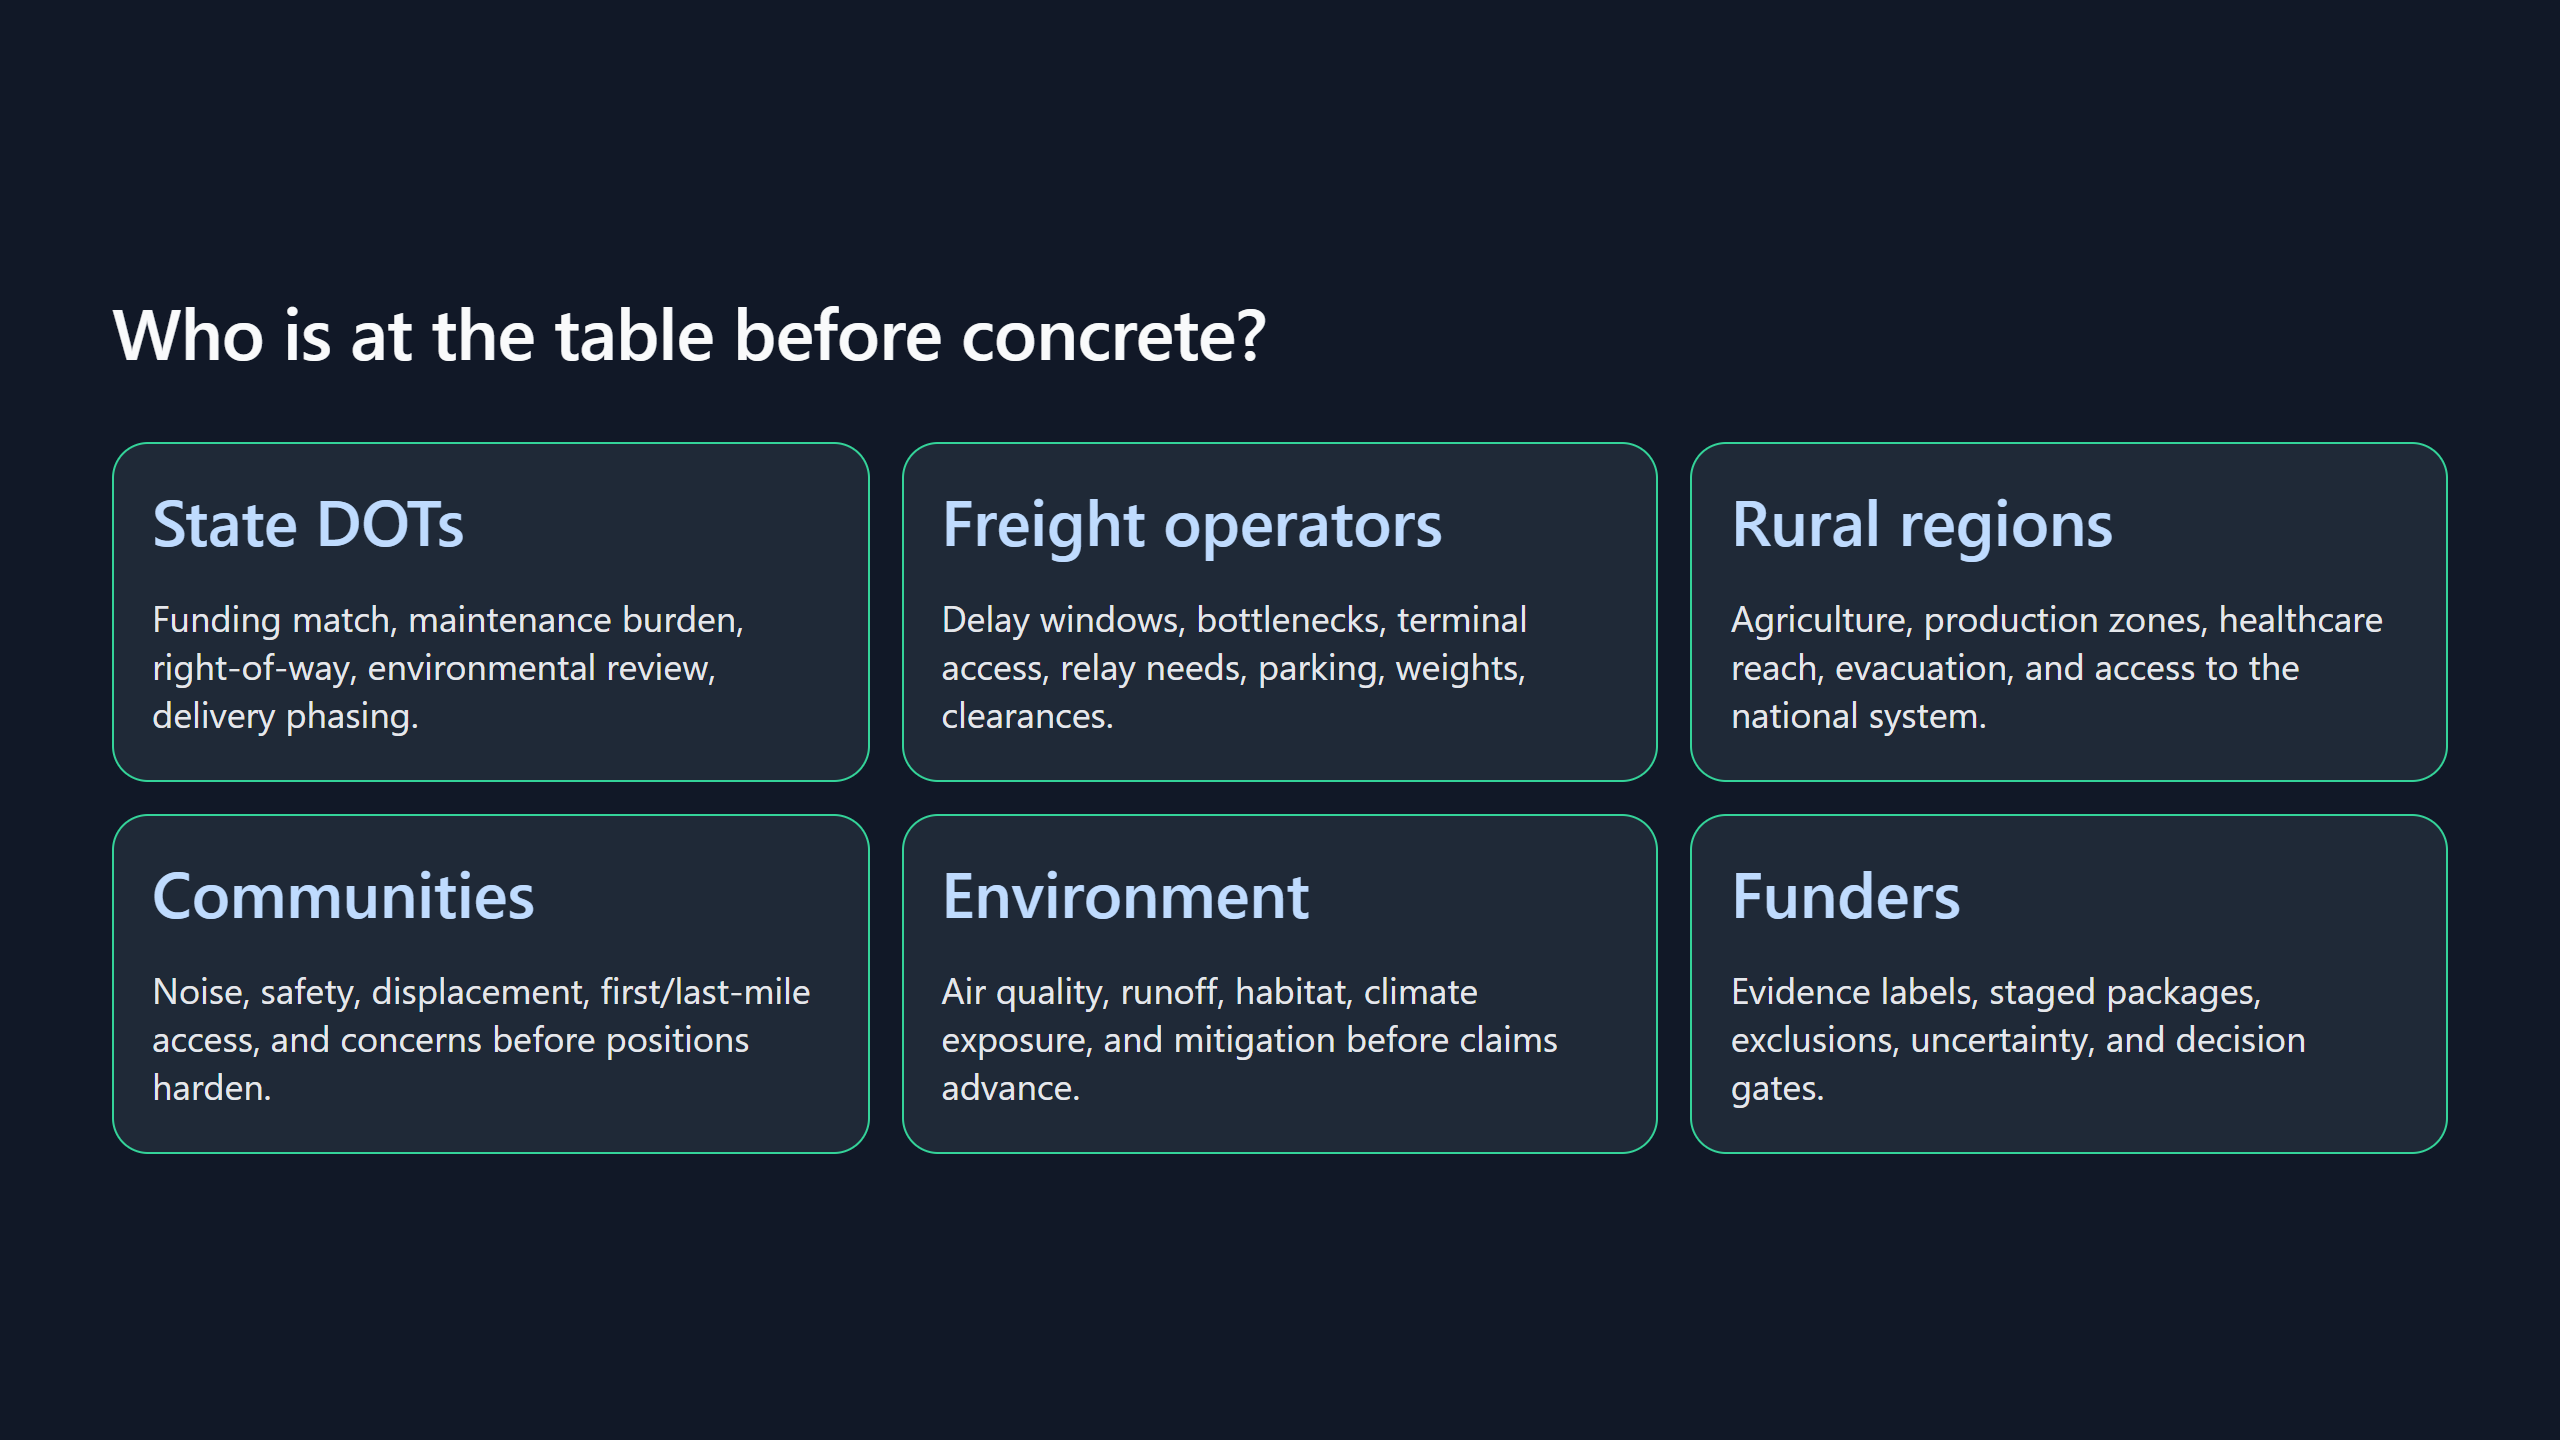 Who is at the table before concrete?
State DOTs
Funding match, maintenance burden,
right-of-way, environmental review,
delivery phasing.
Freight operators
Delay windows, bottlenecks, terminal
access, relay needs, parking, weights,
clearances.
Rural regions
Agriculture, production zones, healthcare
reach, evacuation, and access to the
national system.
Communities
Noise, safety, displacement, first/last-mile
access, and concerns before positions
harden.
Environment
Air quality, runoff, habitat, climate
exposure, and mitigation before claims
advance.
Funders
Evidence labels, staged packages,
exclusions, uncertainty, and decision
gates.